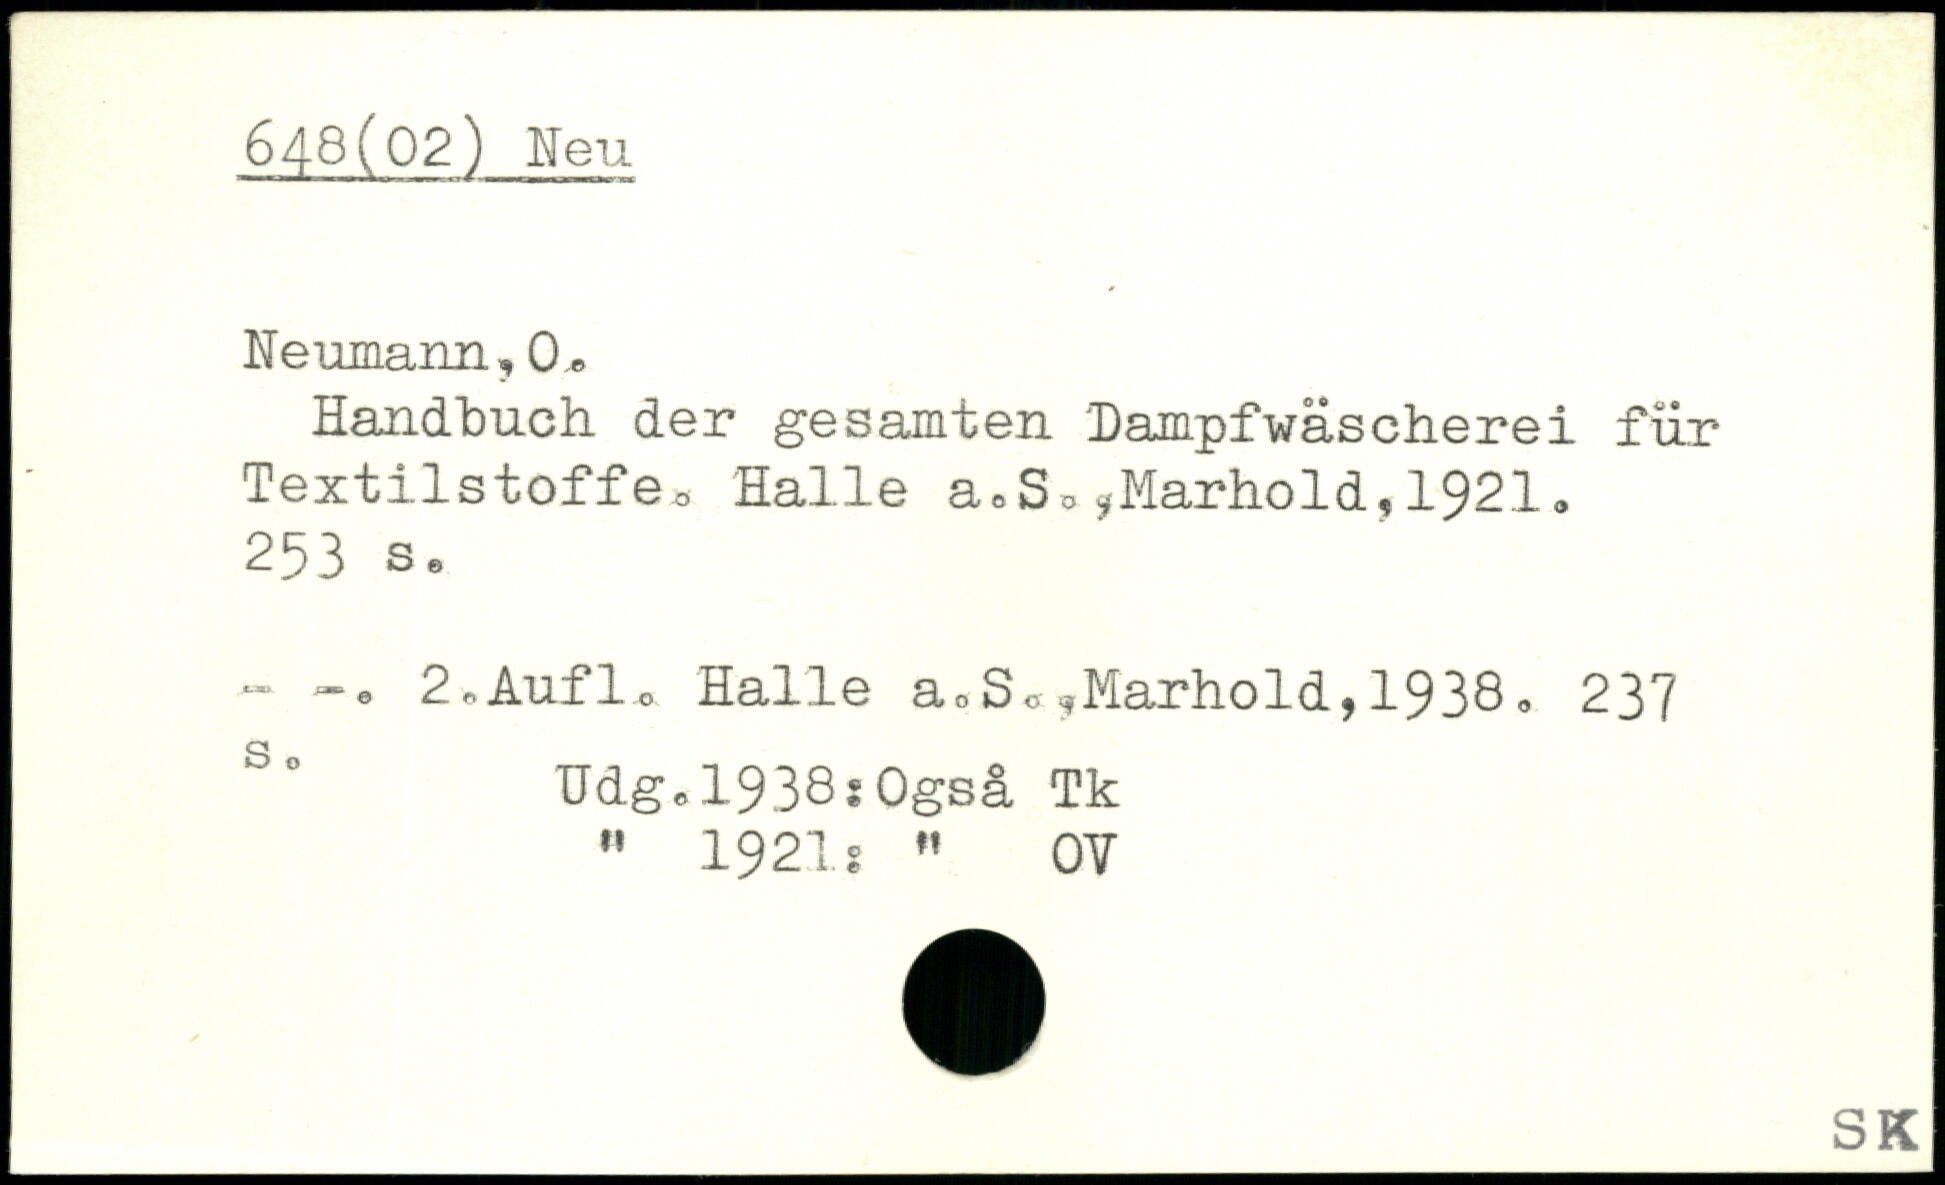 648(02) Neu
Neumann,O.
Handbuch der gesamten Dampfwäscherei für
Textilstoffe. Halle a.S.,Marhold,1921.
253 s.
- -. 2.Aufl. Halle a.S.,Marhold,1938. 237
s.
Udg.1938:Også Tk
" 1921: " OV
SK